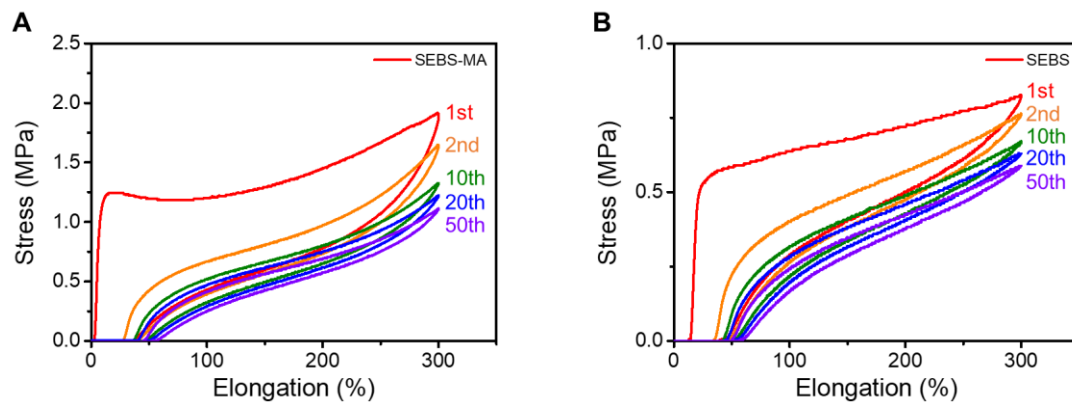 A
2.5
2.0
1.5
1.0
0.5
0.0
Stress (MPa)
SEBS-MA
1st
2nd
10th
20th
50th
0
100
200
300
Elongation (%)
B
1.0
0.5
0.0
Stress (MPa)
SEBS
1st
2nd
10th
20th
50th
0
100
200
300
Elongation (%)